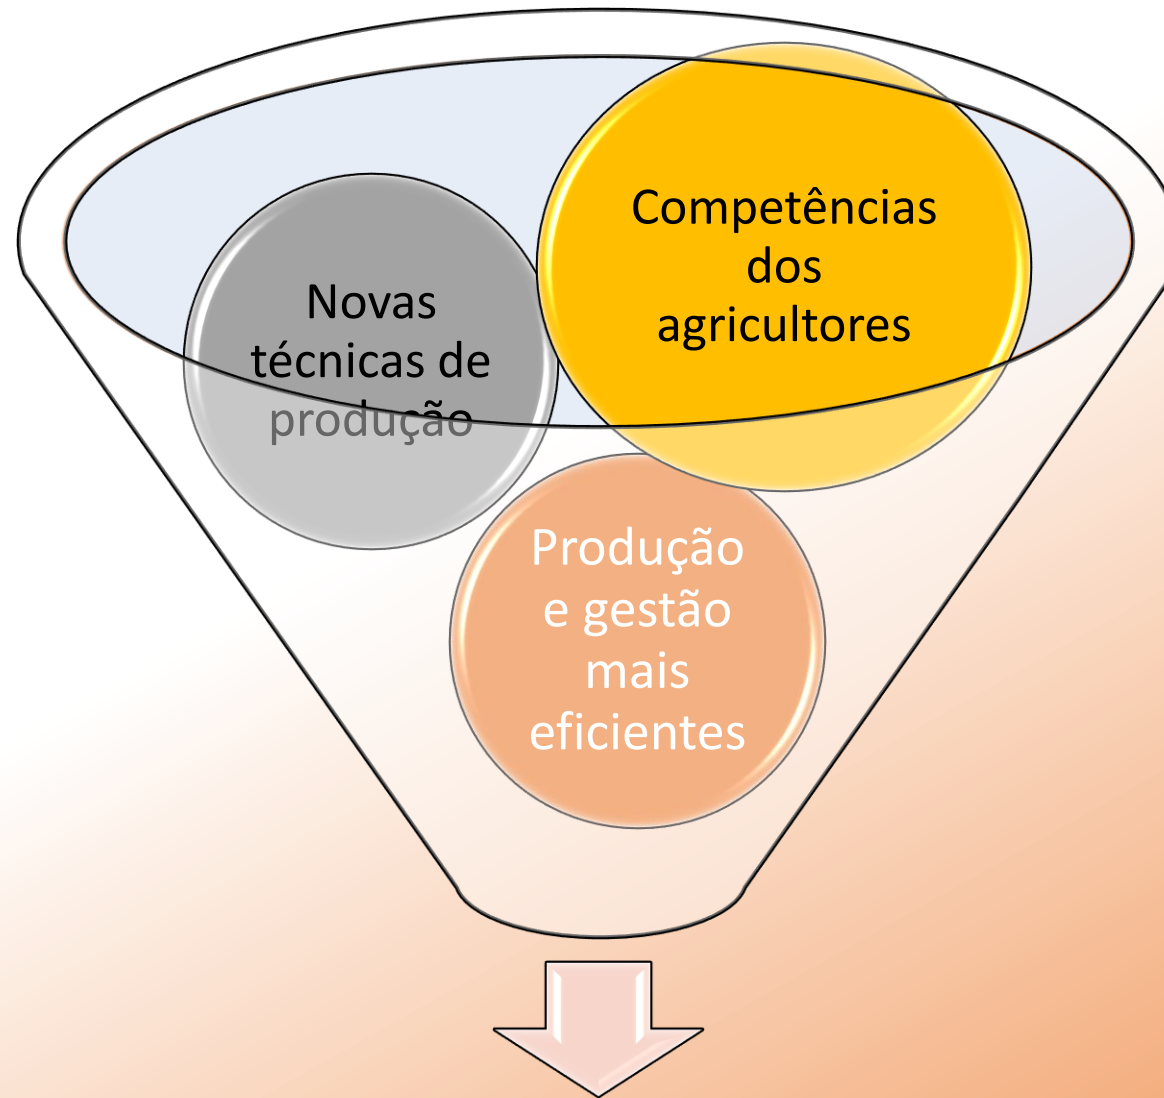 Novas
técnicas de
produção
Competências
dos
agricultores
Produção
e gestão
mais
eficientes